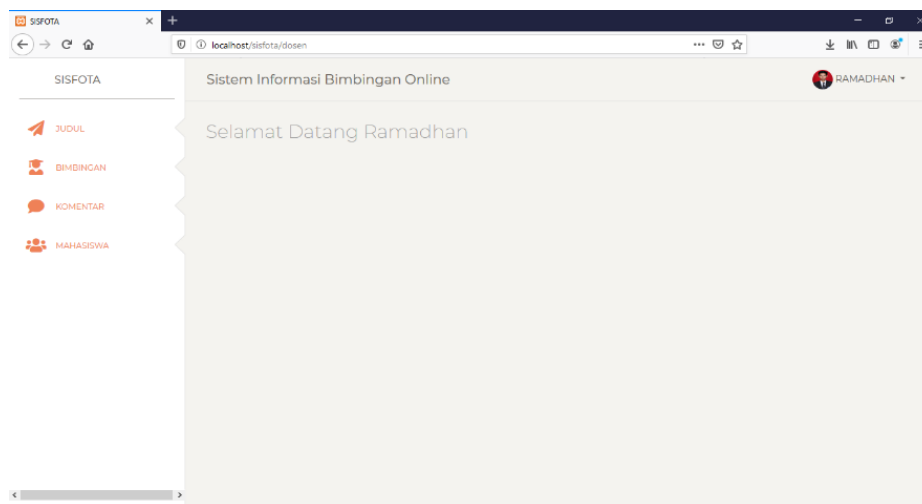 SISFOTA
localhost/sisfota/dosen
SISFOTA
Sistem Informasi Bimbingan Online
RAMADHAN
JUDUL
Selamat Datang Ramadhan
BIMBINGAN
KOMENTAR
MAHASISWA